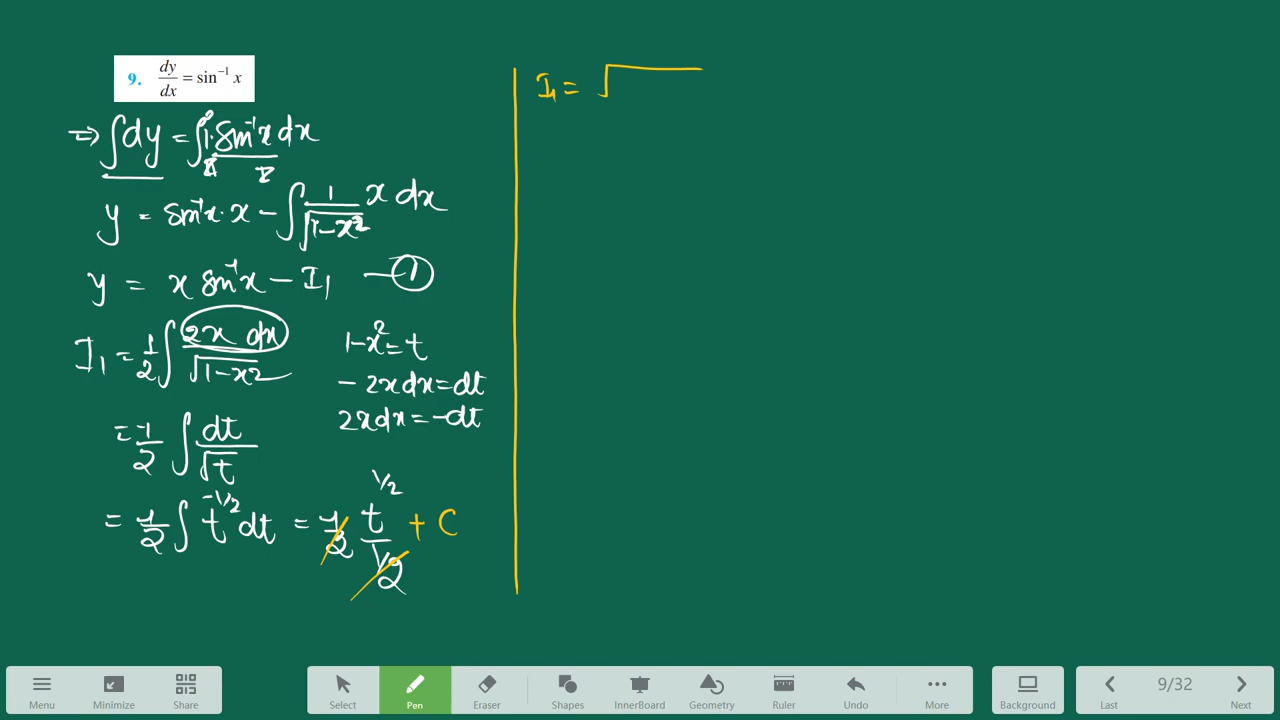 9. dy/dx = sin⁻¹ x
⇒ ∫dy = ∫1·sin⁻¹x dx
II I
y = sin⁻¹x·x − ∫ 1/√(1−x²) x dx
y = x sin⁻¹x − I₁ —①
I₁ = 1/2 ∫ 2x dx/√(1−x²)
1−x² = t
−2x dx = dt
2x dx = −dt
= −1/2 ∫ dt/√t
= −1/2 ∫ t^(−1/2) dt = −1/2 t^(1/2)/(1/2) + C
I₁ = √
Menu Minimize Share Select Pen Eraser Shapes InnerBoard Geometry Ruler Undo More Background Last 9/32 Next